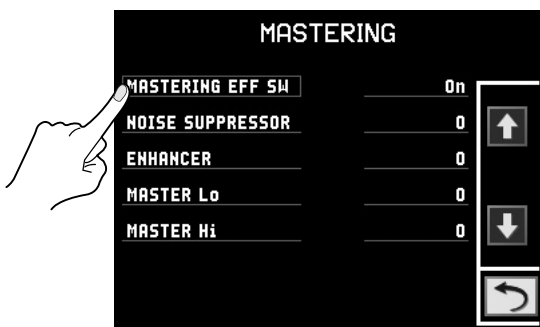 MASTERING
MASTERING EFF SW On
NOISE SUPPRESSOR 0
ENHANCER 0
MASTER Lo 0
MASTER Hi 0